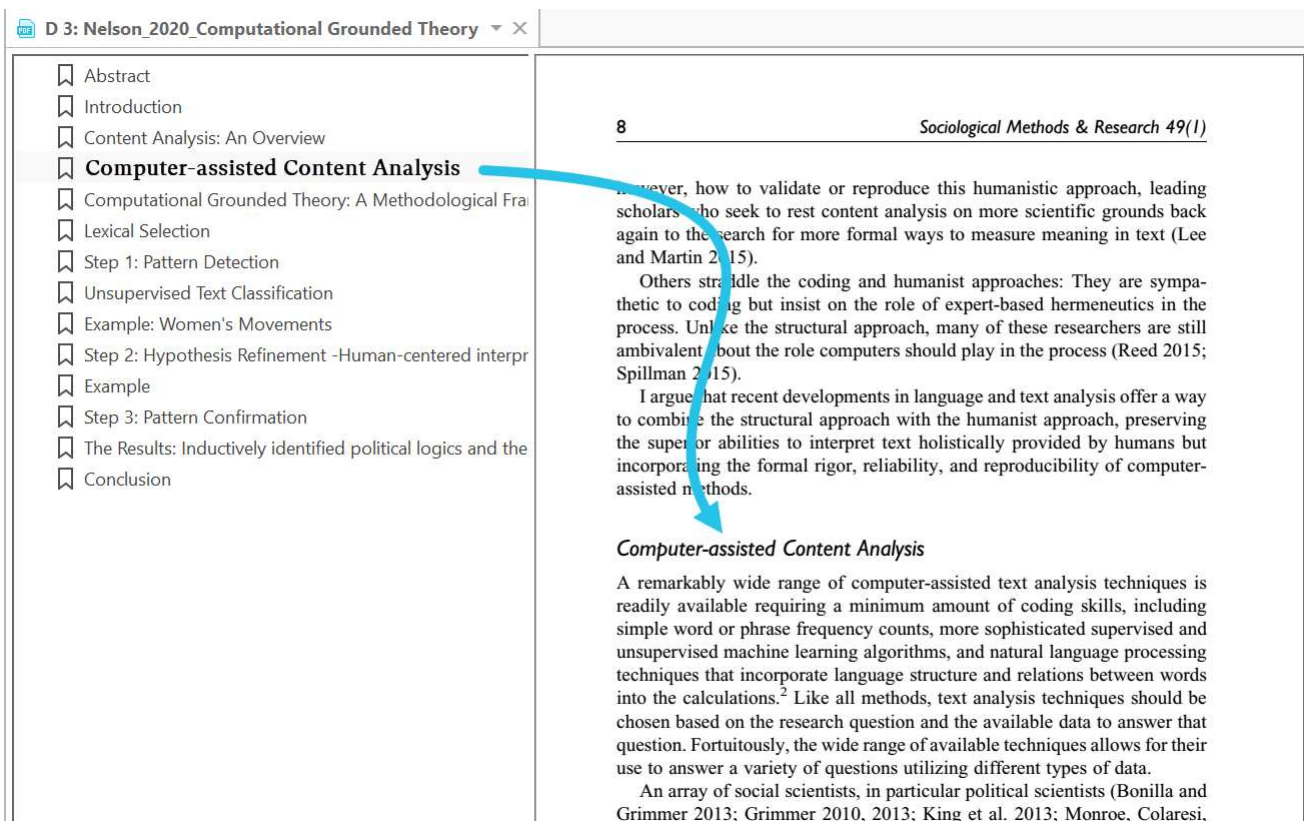 D 3: Nelson_2020_Computational Grounded Theory
Abstract
Introduction
Content Analysis: An Overview
Computer-assisted Content Analysis
Computational Grounded Theory: A Methodological Fra
Lexical Selection
Step 1: Pattern Detection
Unsupervised Text Classification
Example: Women's Movements
Step 2: Hypothesis Refinement -Human-centered interpr
Example
Step 3: Pattern Confirmation
The Results: Inductively identified political logics and the
Conclusion
8 Sociological Methods & Research 49(1)
however, how to validate or reproduce this humanistic approach, leading
scholars who seek to rest content analysis on more scientific grounds back
again to the search for more formal ways to measure meaning in text (Lee
and Martin 2015).
Others straddle the coding and humanist approaches: They are sympa-
thetic to coding but insist on the role of expert-based hermeneutics in the
process. Unlike the structural approach, many of these researchers are still
ambivalent about the role computers should play in the process (Reed 2015;
Spillman 2015).
I argue that recent developments in language and text analysis offer a way
to combine the structural approach with the humanist approach, preserving
the superior abilities to interpret text holistically provided by humans but
incorporating the formal rigor, reliability, and reproducibility of computer-
assisted methods.
Computer-assisted Content Analysis
A remarkably wide range of computer-assisted text analysis techniques is
readily available requiring a minimum amount of coding skills, including
simple word or phrase frequency counts, more sophisticated supervised and
unsupervised machine learning algorithms, and natural language processing
techniques that incorporate language structure and relations between words
into the calculations.2 Like all methods, text analysis techniques should be
chosen based on the research question and the available data to answer that
question. Fortuitously, the wide range of available techniques allows for their
use to answer a variety of questions utilizing different types of data.
An array of social scientists, in particular political scientists (Bonilla and
Grimmer 2013; Grimmer 2010, 2013; King et al. 2013; Monroe, Colaresi,